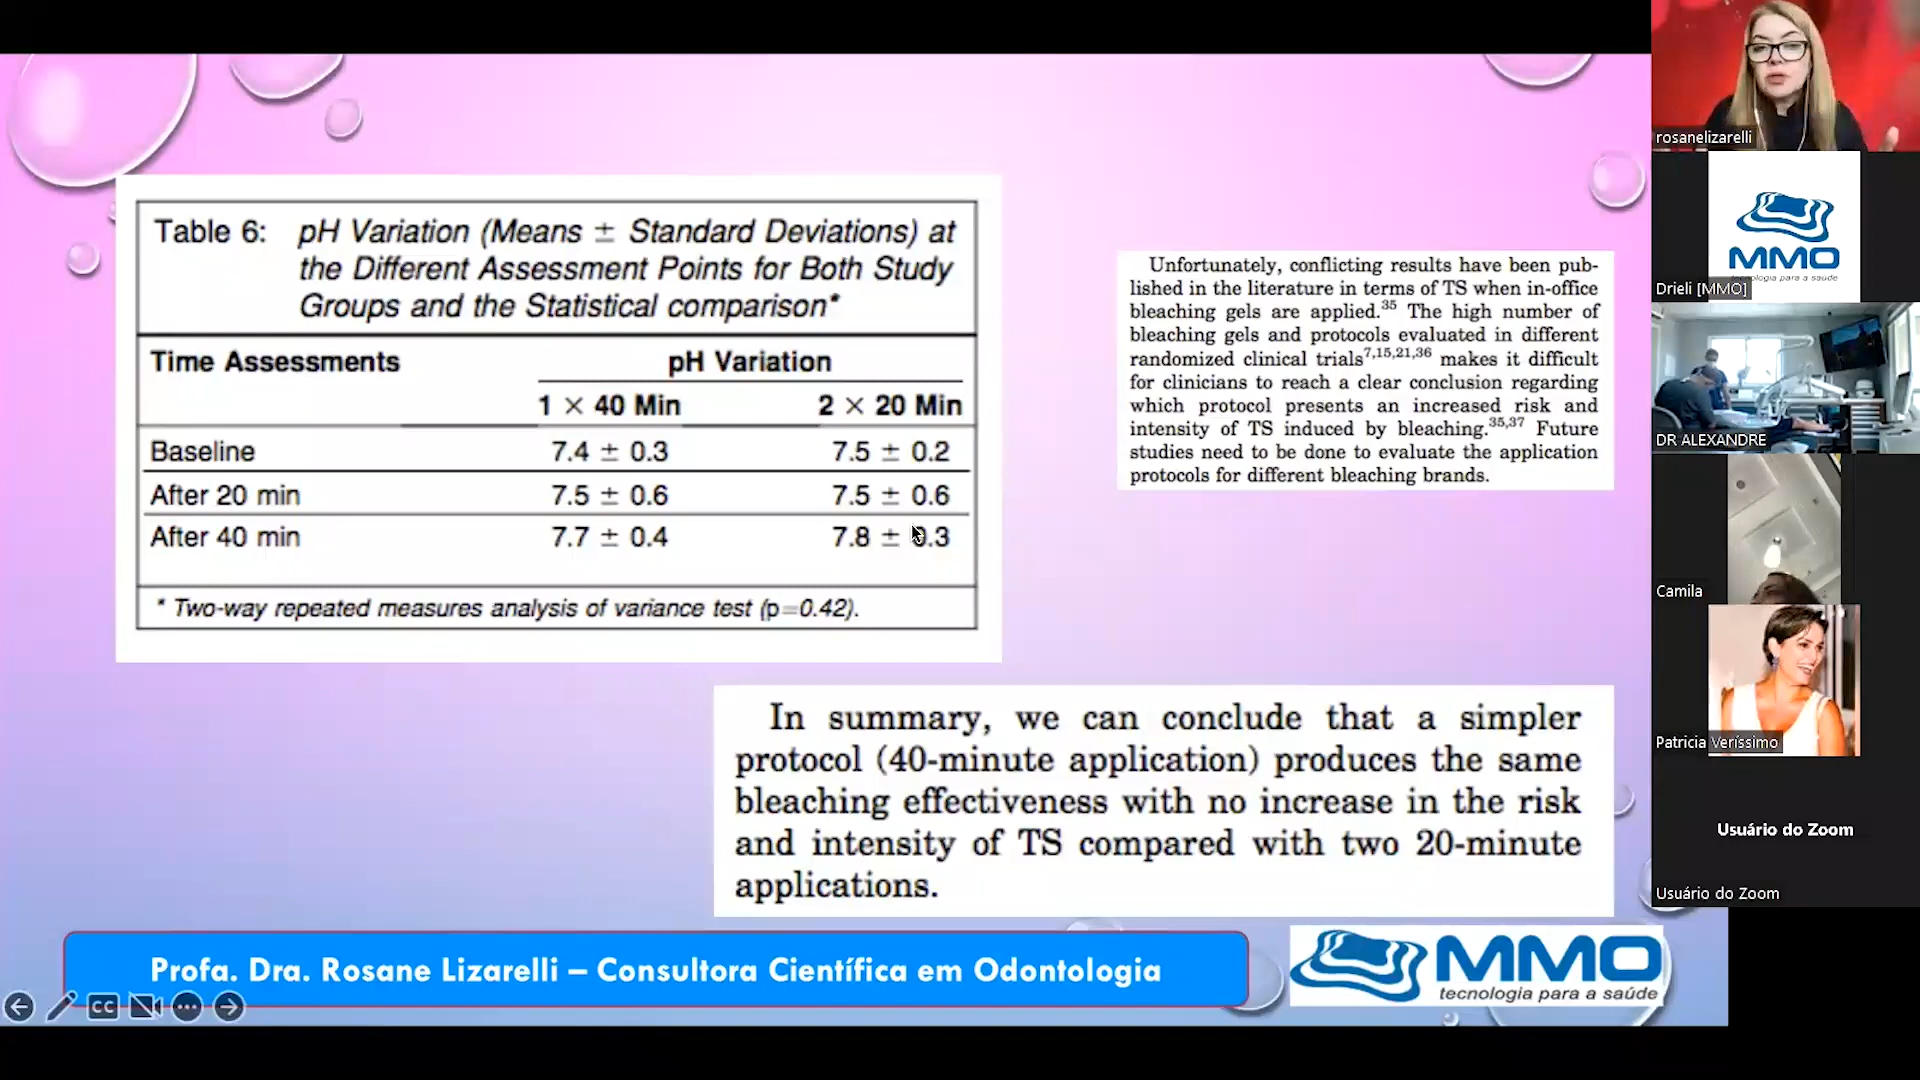 Table 6: pH Variation (Means ± Standard Deviations) at
the Different Assessment Points for Both Study
Groups and the Statistical comparison*
Time Assessments
pH Variation
1 × 40 Min 2 × 20 Min
Baseline 7.4 ± 0.3 7.5 ± 0.2
After 20 min 7.5 ± 0.6 7.5 ± 0.6
After 40 min 7.7 ± 0.4 7.8 ± 0.3
* Two-way repeated measures analysis of variance test (p=0.42).
Unfortunately, conflicting results have been pub-
lished in the literature in terms of TS when in-office
bleaching gels are applied.35 The high number of
bleaching gels and protocols evaluated in different
randomized clinical trials7,15,21,36 makes it difficult
for clinicians to reach a clear conclusion regarding
which protocol presents an increased risk and
intensity of TS induced by bleaching.35,37 Future
studies need to be done to evaluate the application
protocols for different bleaching brands.
In summary, we can conclude that a simpler
protocol (40-minute application) produces the same
bleaching effectiveness with no increase in the risk
and intensity of TS compared with two 20-minute
applications.
Profa. Dra. Rosane Lizarelli – Consultora Científica em Odontologia
MMO
tecnologia para a saúde
CC
rosanelizarelli
MMO
tecnologia para a saúde
Drieli [MMO]
DR ALEXANDRE
Camila
Patricia Veríssimo
Usuário do Zoom
Usuário do Zoom